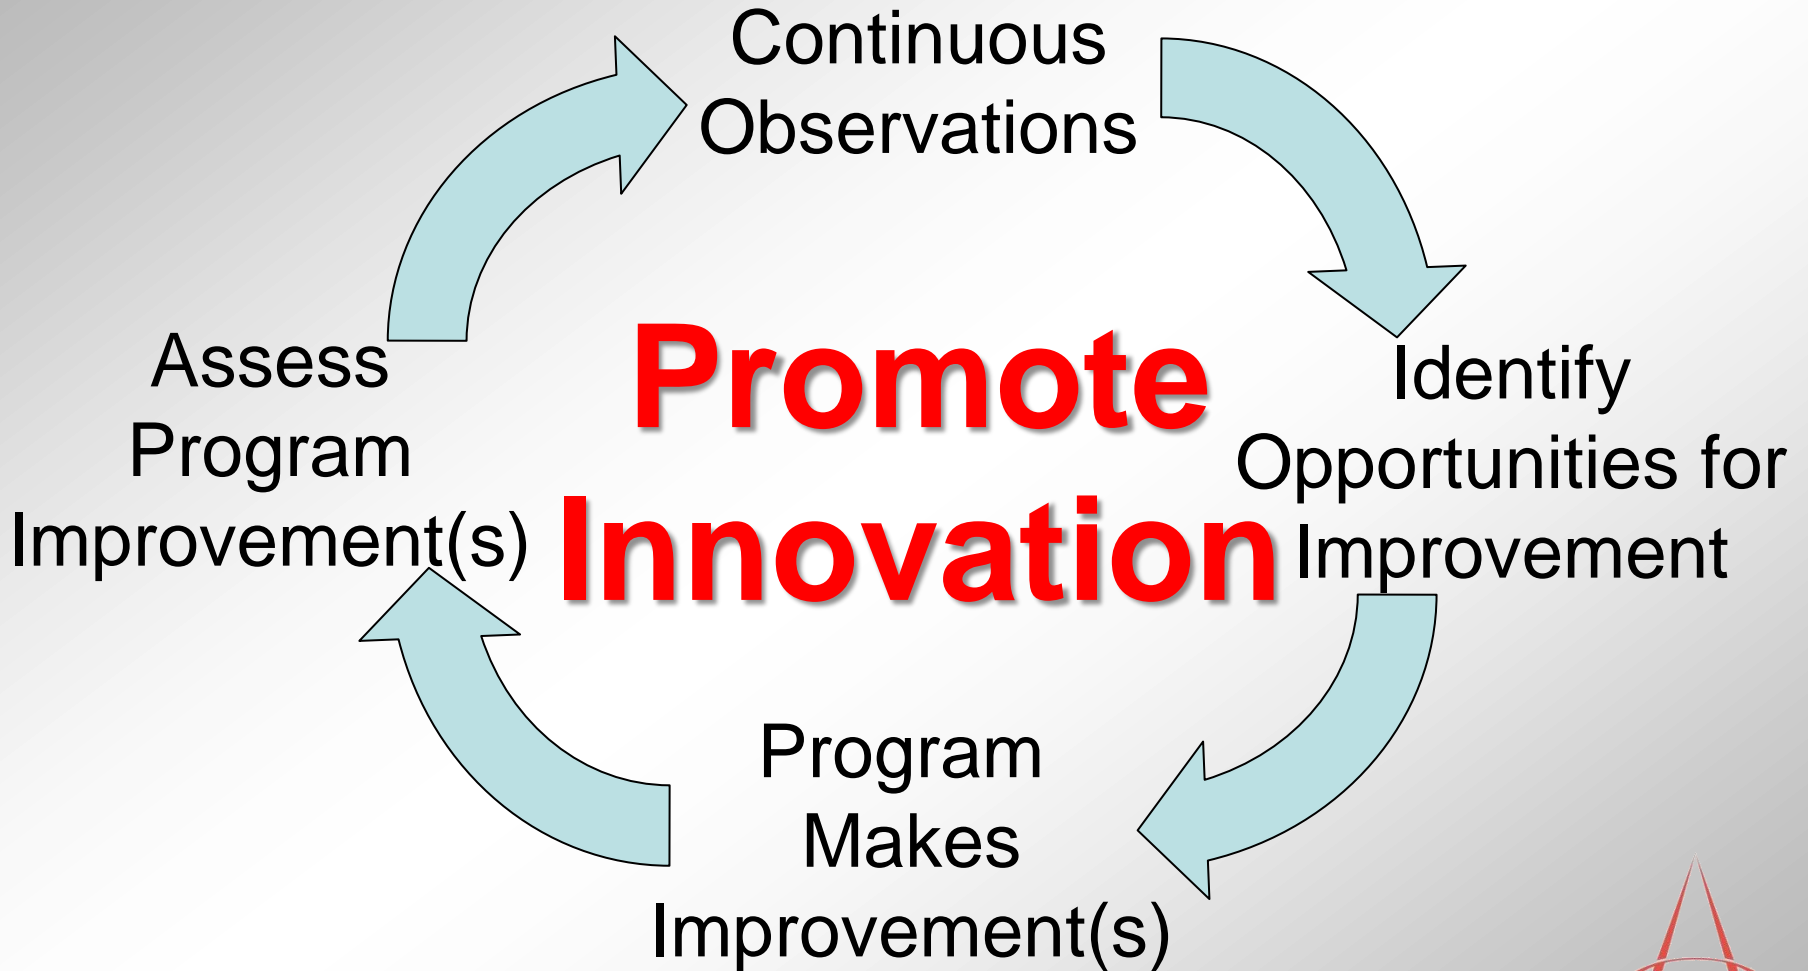 Continuous
Observations
Identify
Opportunities for
Improvement
Program
Makes
Improvement(s)
Assess
Program
Improvement(s)
Promote
Innovation